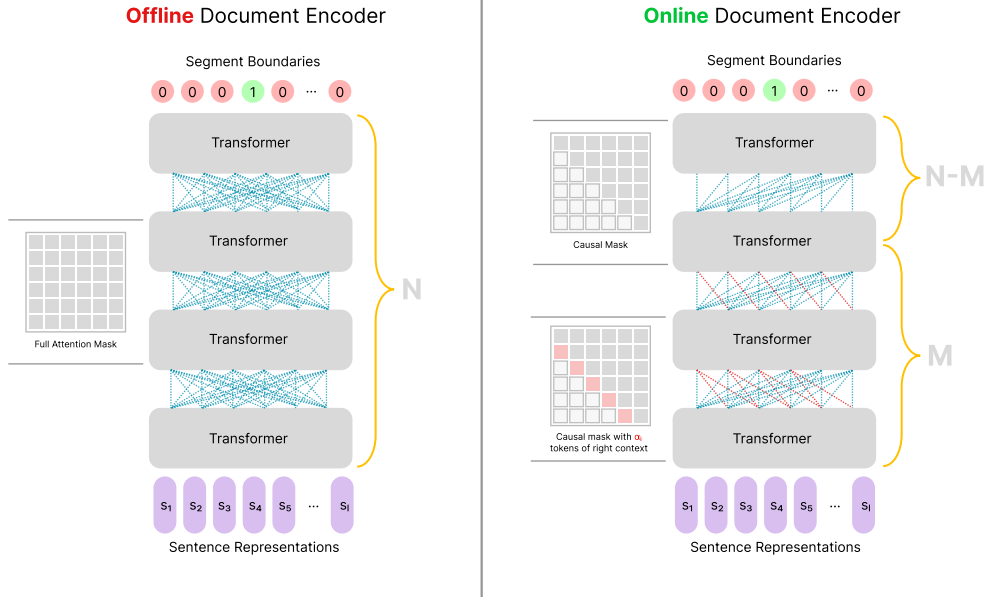 Offline Document Encoder
Segment Boundaries
0 0 0 1 0 ... 0
Transformer
Transformer
Transformer
Transformer
Full Attention Mask
N
S₁ S₂ S₃ S₄ S₅ ... Sₗ
Sentence Representations
Online Document Encoder
Segment Boundaries
0 0 0 1 0 ... 0
Transformer
Transformer
Transformer
Transformer
Causal Mask
Causal mask with αᵢ
tokens of right context
N-M
M
S₁ S₂ S₃ S₄ S₅ ... Sₗ
Sentence Representations